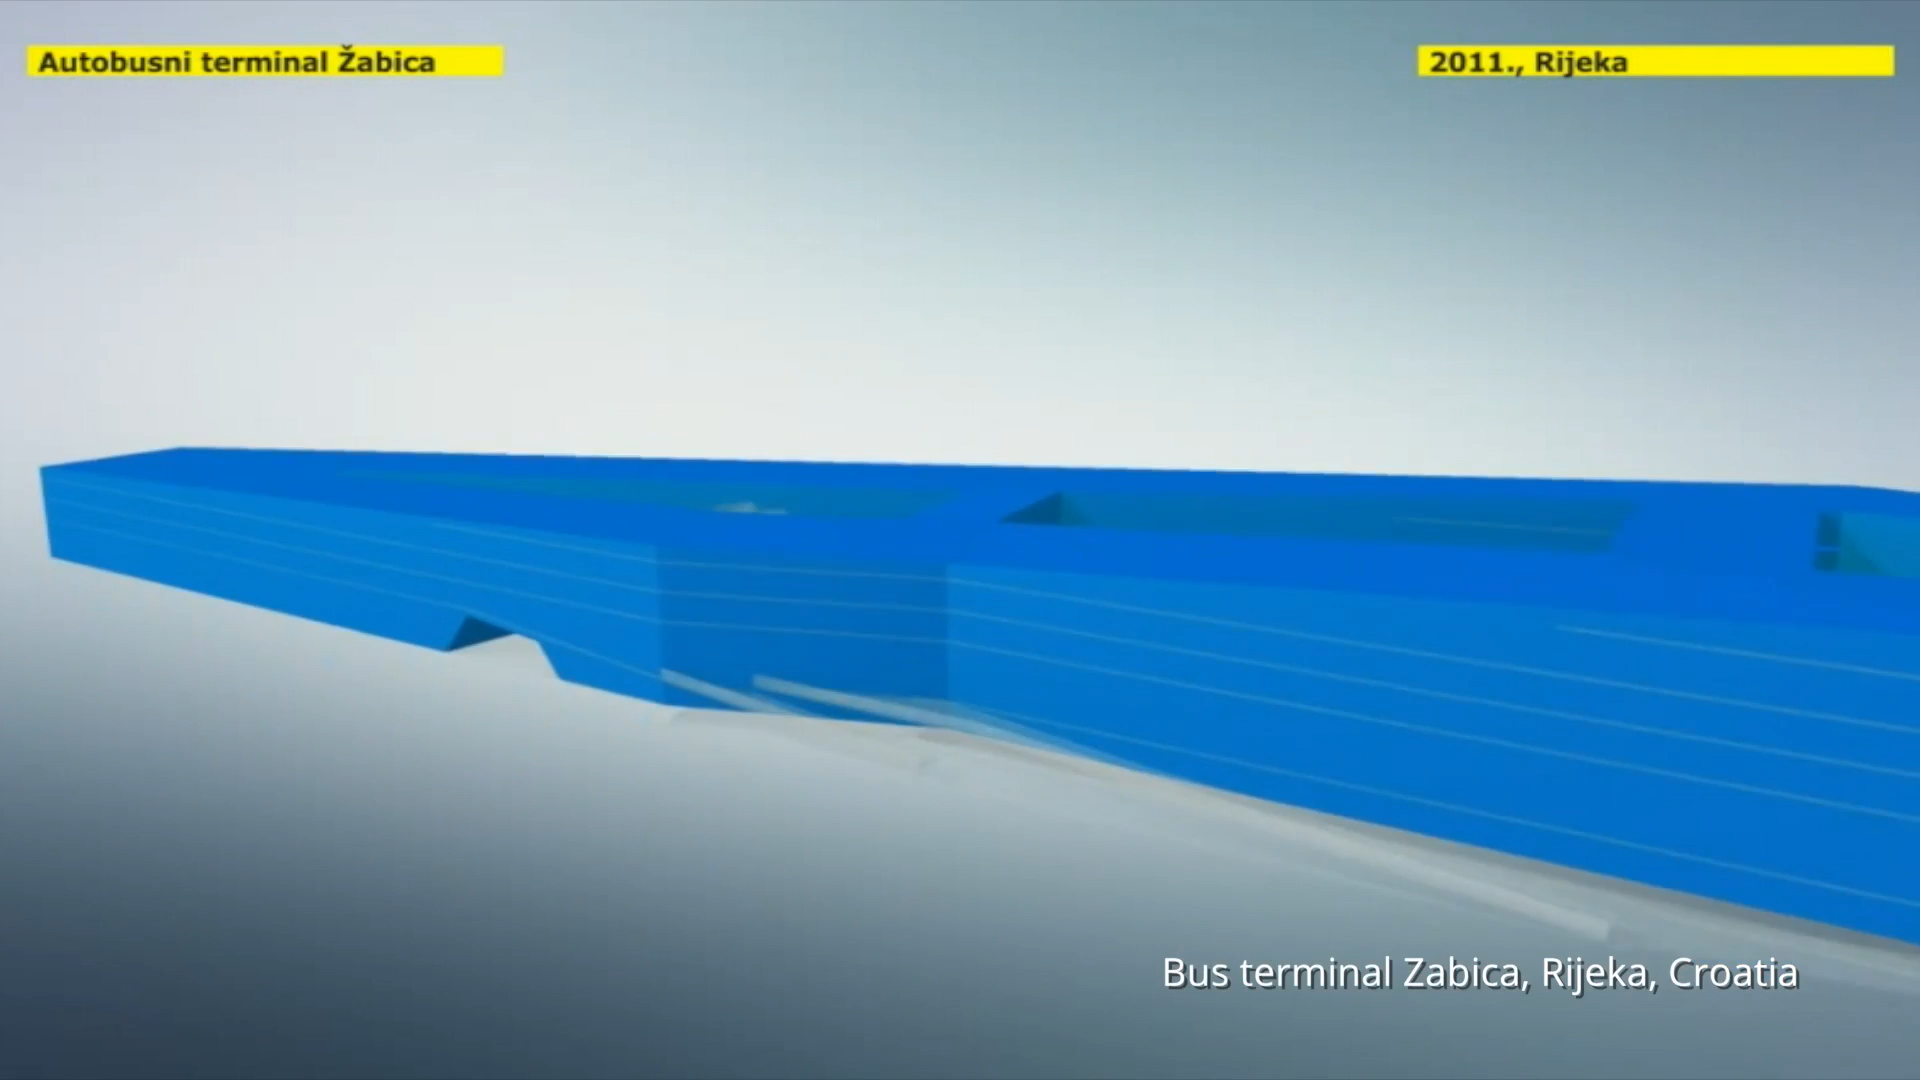 Autobusni terminal Žabica
2011., Rijeka
Bus terminal Zabica, Rijeka, Croatia